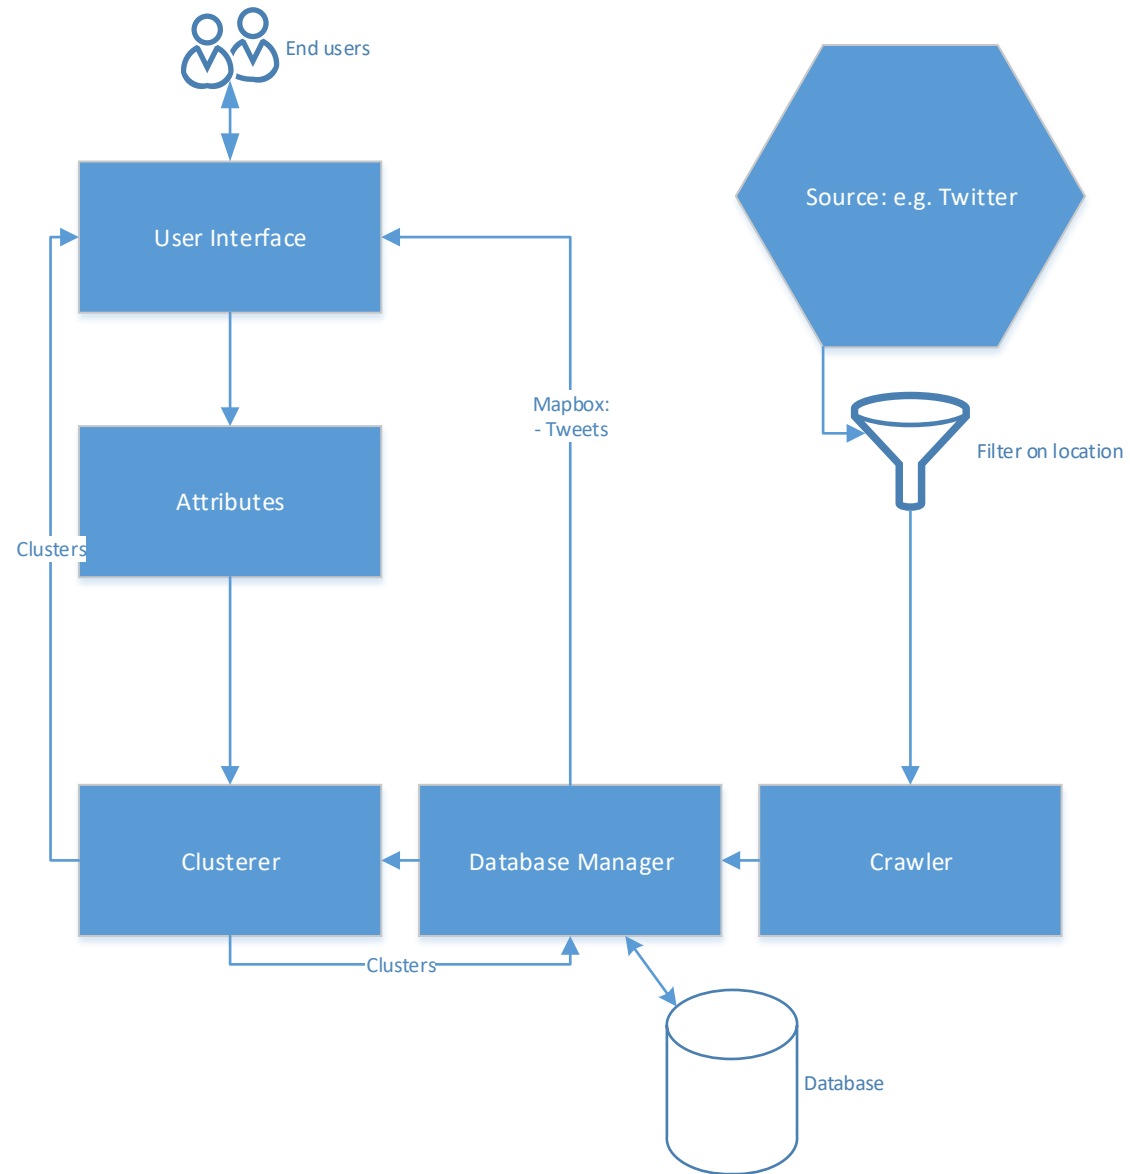 End users
Source: e.g. Twitter
User Interface
Mapbox:
- Tweets
Filter on location
Attributes
Clusters
Clusterer
Database Manager
Crawler
Clusters
Database